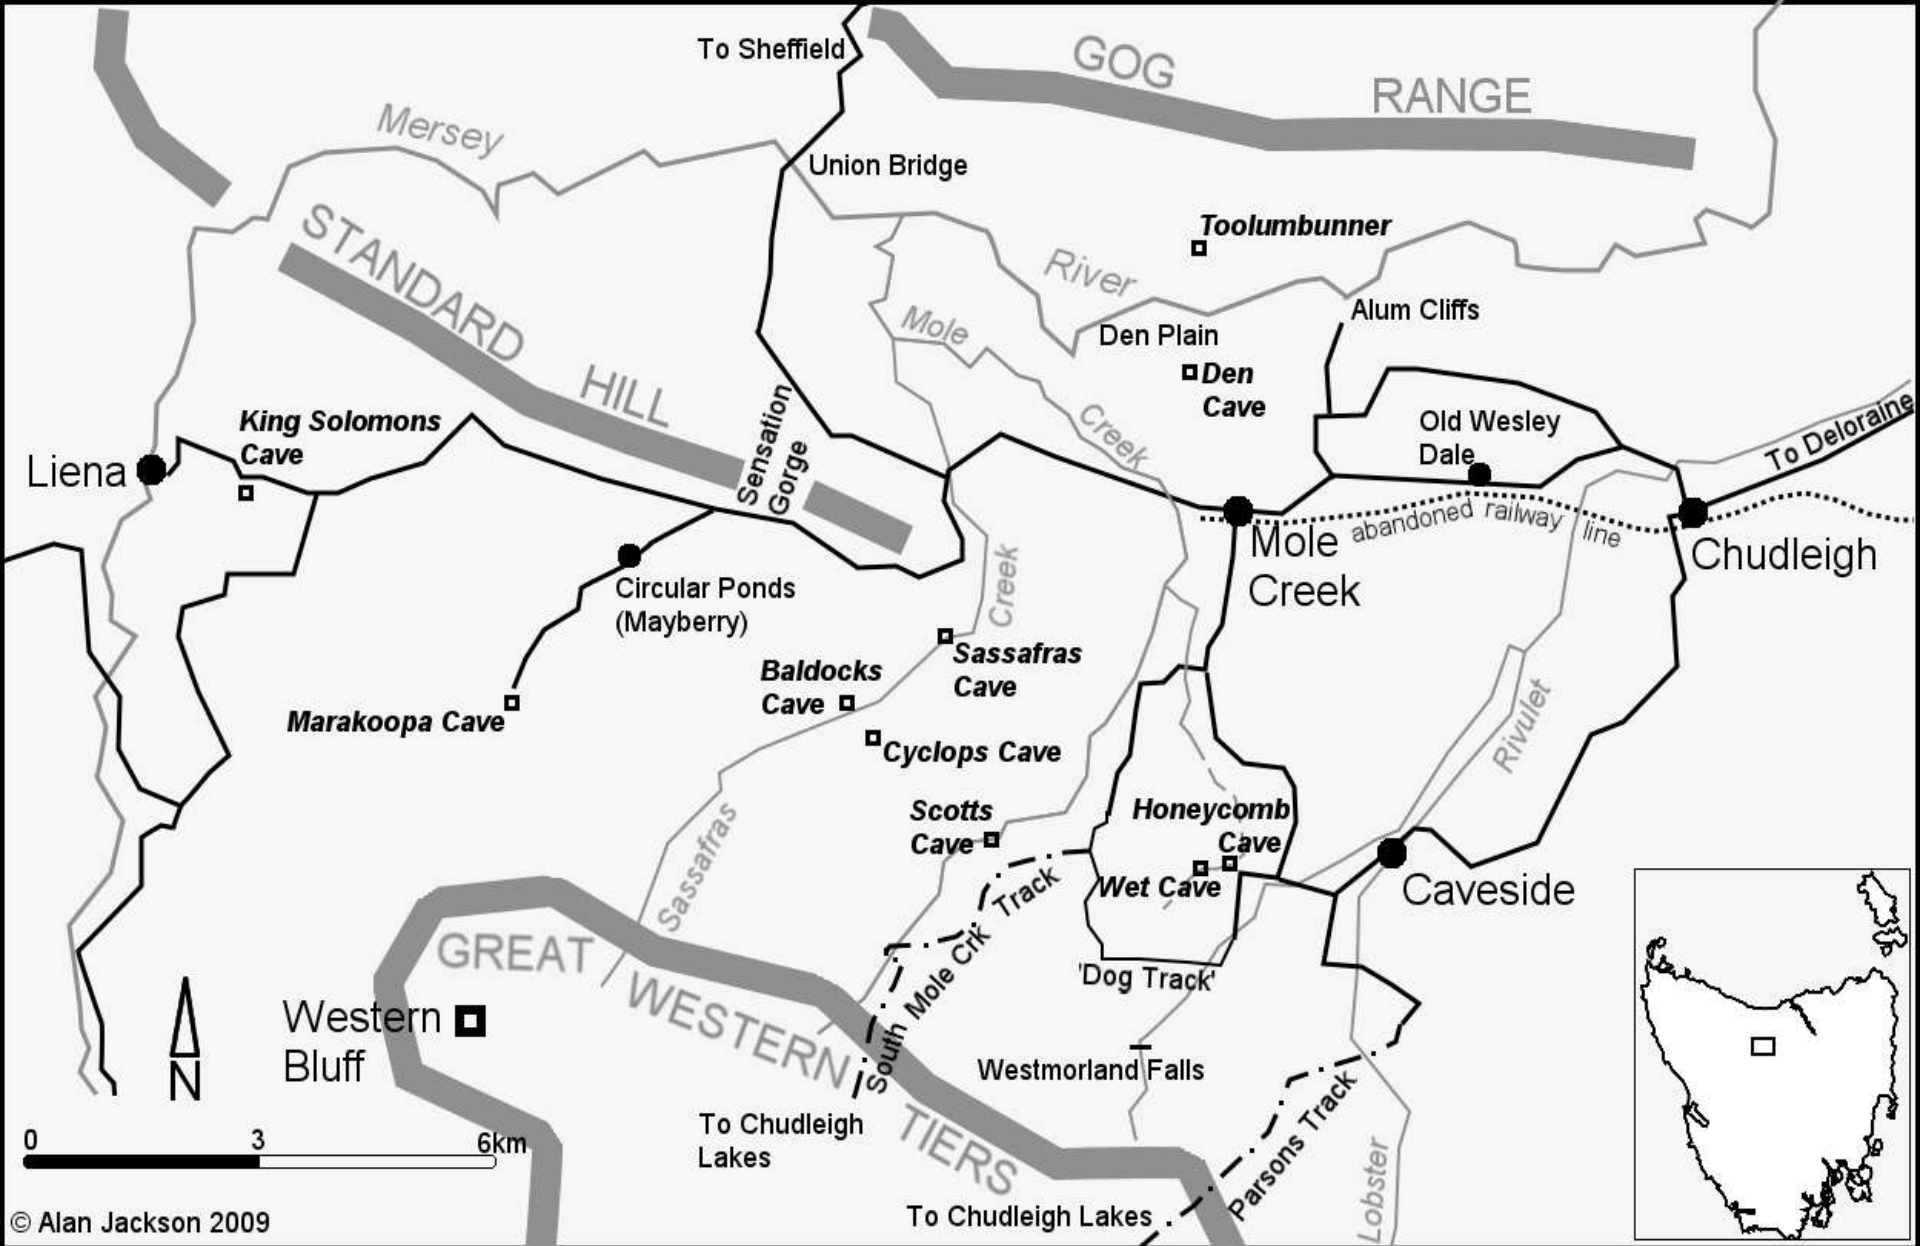 To Sheffield
GOG
RANGE
Mersey
Union Bridge
Toolumbunner
STANDARD
River
Mole
Alum Cliffs
Den Plain
Den
Cave
HILL
Creek
King Solomons
Cave
Sensation
Gorge
Old Wesley
Dale
To Deloraine
Liena
abandoned railway line
Mole
Creek
Chudleigh
Circular Ponds
(Mayberry)
Creek
Sassafras
Cave
Baldocks
Cave
Marakoopa Cave
Cyclops Cave
Rivulet
Scotts
Cave
Honeycomb
Cave
Sassafras
Wet Cave
Track
Caveside
GREAT
WESTERN
TIERS
South Mole Crk
'Dog Track'
Western
Bluff
N
Westmorland Falls
To Chudleigh
Lakes
Parsons Track
Lobster
0 3 6km
To Chudleigh Lakes
© Alan Jackson 2009